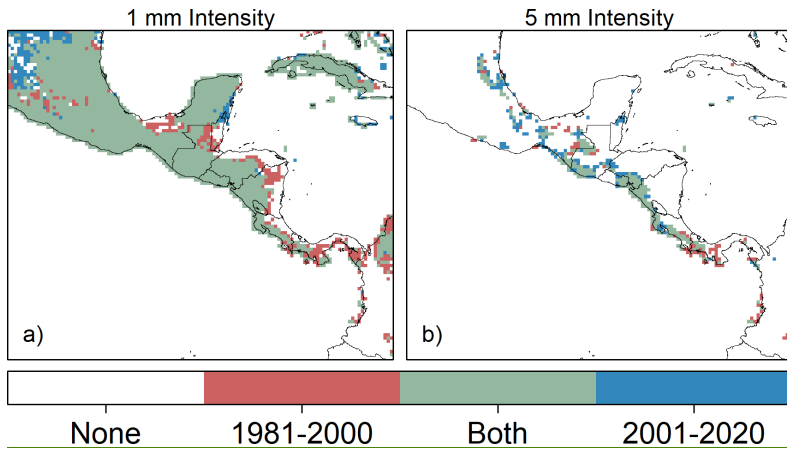 1 mm Intensity
5 mm Intensity
a)
b)
None
1981-2000
Both
2001-2020